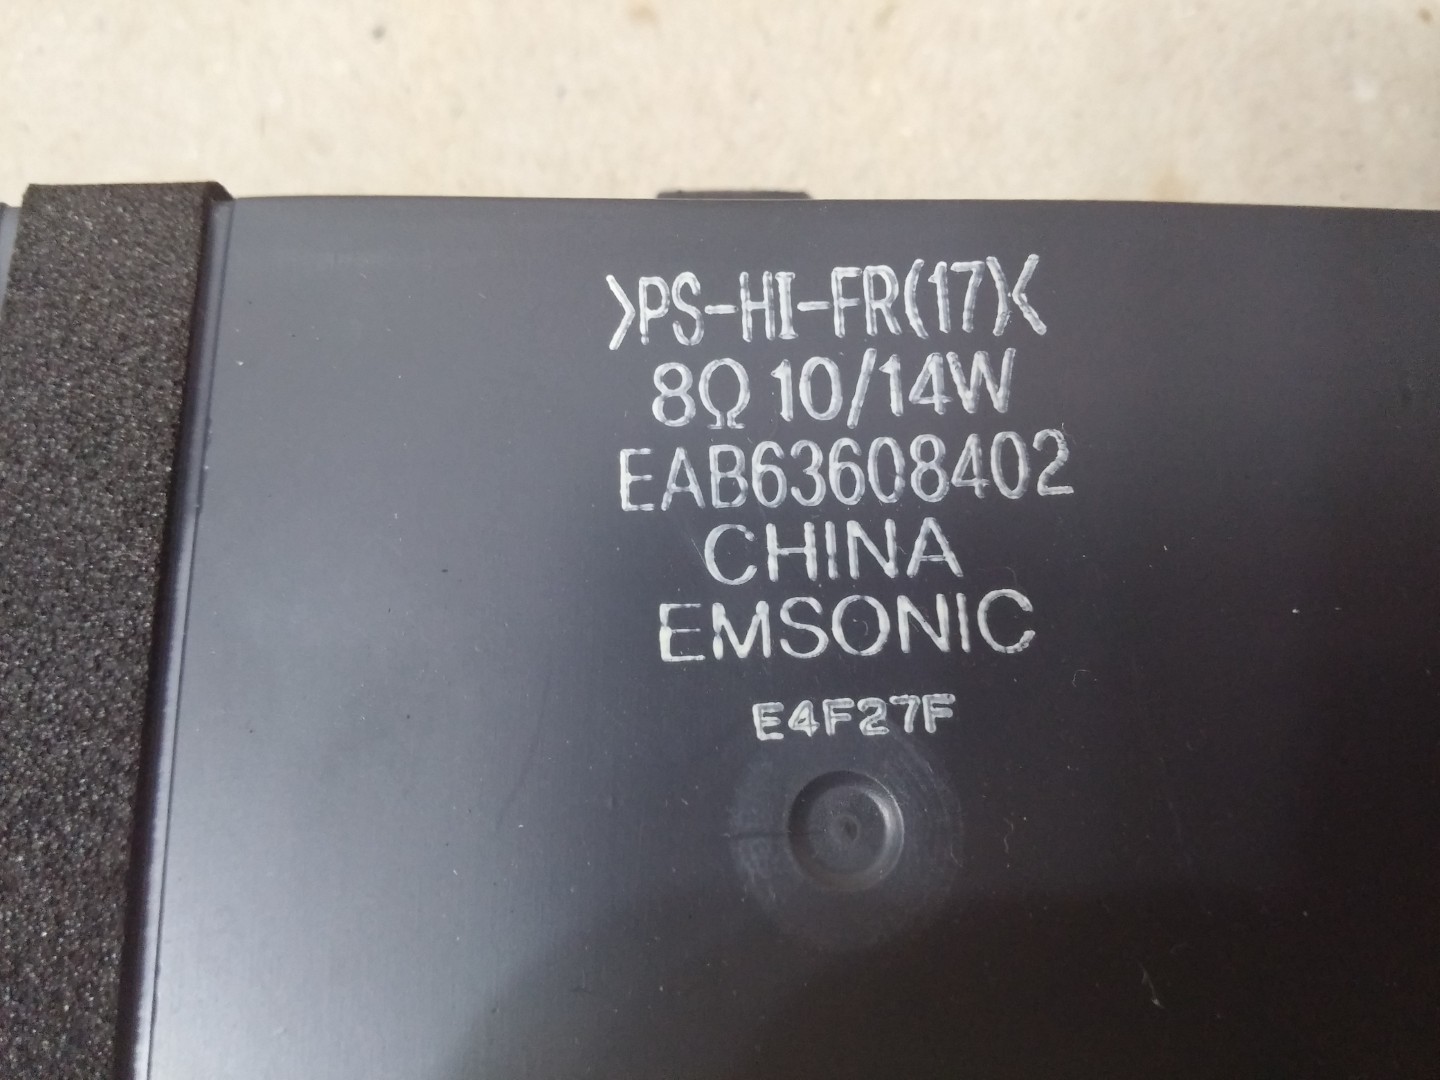 >PS-HI-FR(17)<
8Ω 10/14W
EAB63608402
CHINA
EMSONIC
E4F27F